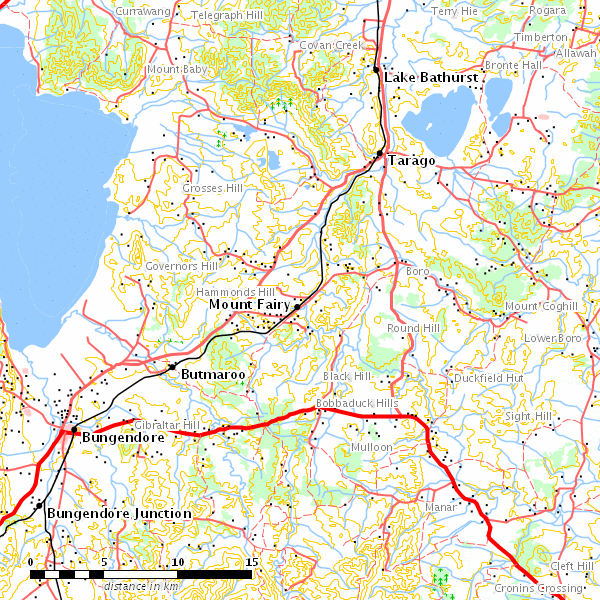 Currawang
Telegraph Hill
Terry Hie
Rogara
Covan Creek
Timberton
Allawah
Mount Baby
Bronte Hall
Lake Bathurst
Tarago
Grosses Hill
Governors Hill
Boro
Hammonds Hill
Mount Fairy
Mount Coghill
Round Hill
Lower Boro
Butmaroo
Black Hill
Duckfield Hut
Bobbaduck Hills
Sight Hill
Gibraltar Hill
Bungendore
Mulloon
Manar
Bungendore Junction
0 5 10 15
distance in km
Cleft Hill
Cronins Crossing